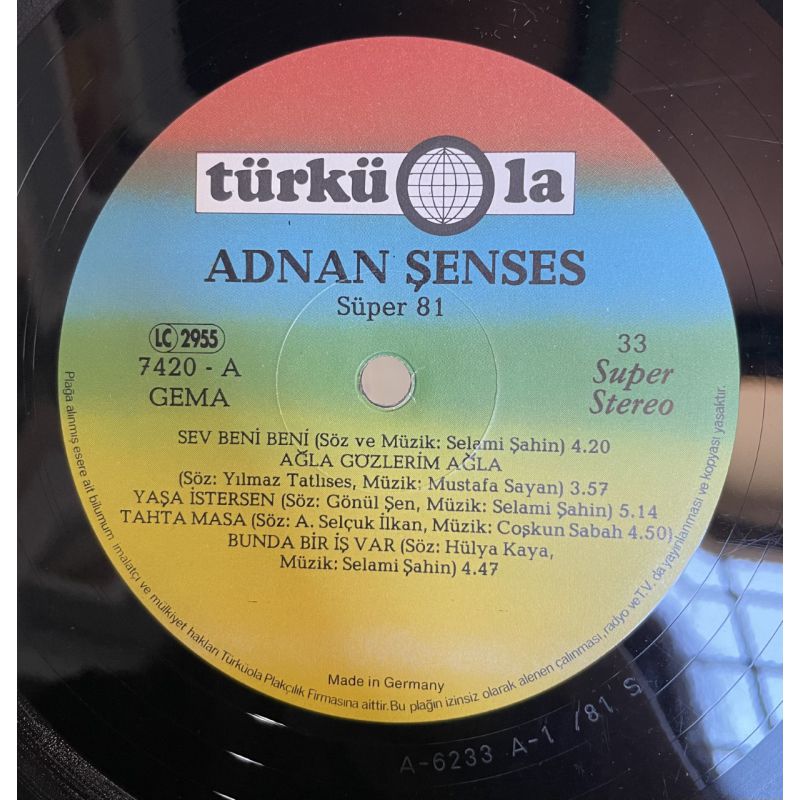 türküola
ADNAN ŞENSES
Süper 81
LC 2955
7420 - A
GEMA
33
Super
Stereo
SEV BENİ BENİ (Söz ve Müzik: Selami Şahin) 4.20
AĞLA GÖZLERİM AĞLA
(Söz: Yılmaz Tatlıses, Müzik: Mustafa Sayan) 3.57
YAŞA İSTERSEN (Söz: Gönül Şen, Müzik: Selami Şahin) 5.14
TAHTA MASA (Söz: A. Selçuk İlkan, Müzik: Coşkun Sabah 4.50)
BUNDA BİR İŞ VAR (Söz: Hülya Kaya,
Müzik: Selami Şahin) 4.47
Made in Germany
Plağa alınmış esere ait bilumum imalatçı ve mülkiyet hakları Türküola Plakçılık Firmasına aittir. Bu plağın izinsiz olarak alenen çalınması, radyo ve T.V. da yayınlanması ve kopyası yasaktır.
A-6233 A-1 /81 S